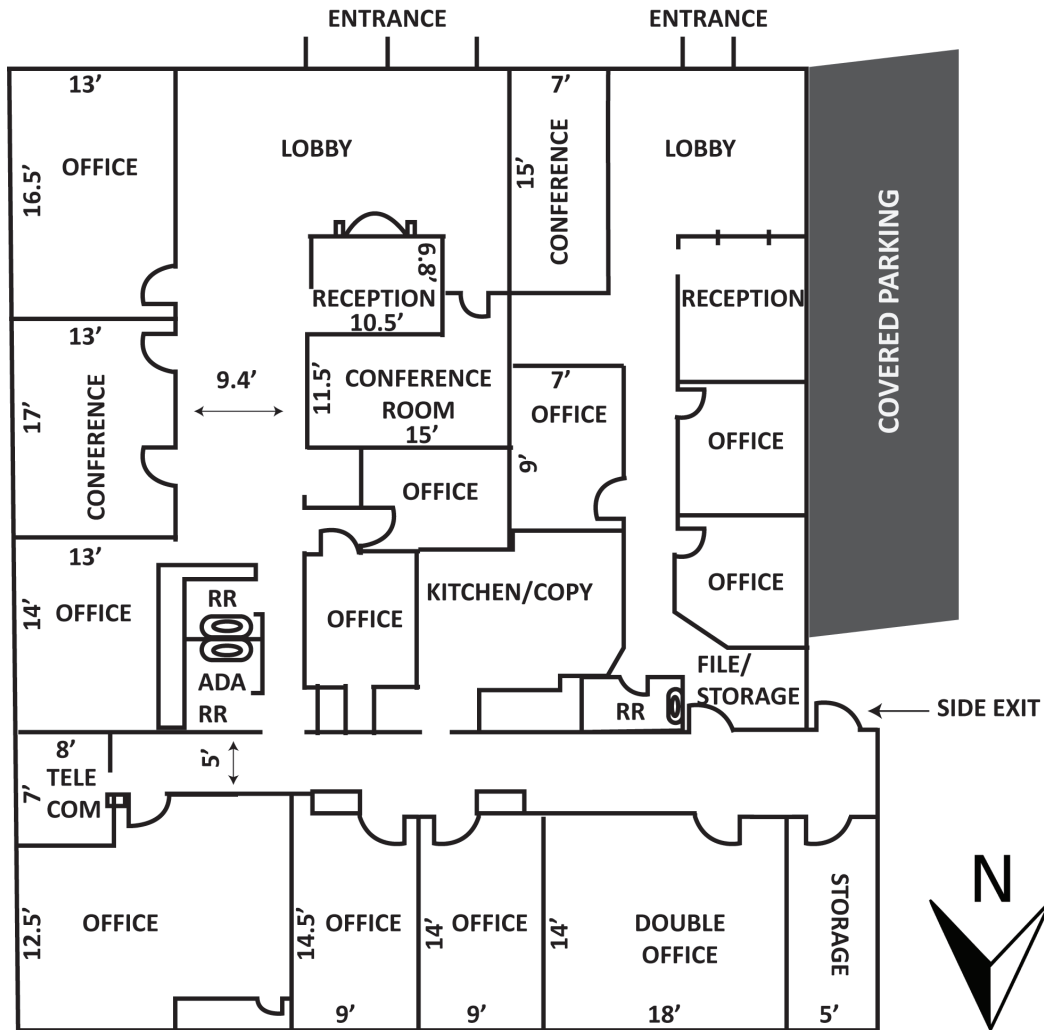 ENTRANCE
ENTRANCE
13’
16.5’
OFFICE
LOBBY
7’
15’
CONFERENCE
LOBBY
COVERED PARKING
6.8’
RECEPTION
10.5’
RECEPTION
13’
17’
CONFERENCE
9.4’
11.5’
CONFERENCE
ROOM
15’
7’
OFFICE
9’
OFFICE
OFFICE
13’
14’
OFFICE
RR
ADA
RR
OFFICE
KITCHEN/COPY
OFFICE
FILE/
STORAGE
RR
SIDE EXIT
8’
7’
TELE
COM
5’
12.5’
OFFICE
14.5’
OFFICE
9’
14’
OFFICE
9’
14’
DOUBLE
OFFICE
18’
STORAGE
5’
N